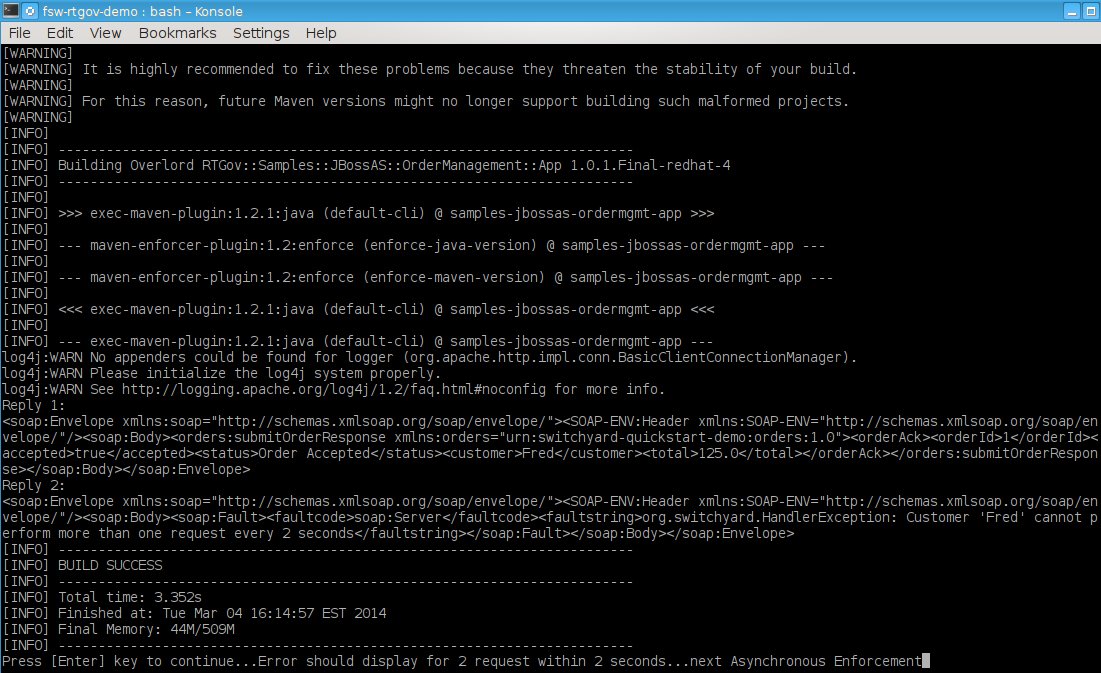 fsw-rtgov-demo : bash – Konsole
File Edit View Bookmarks Settings Help
[WARNING]
[WARNING] It is highly recommended to fix these problems because they threaten the stability of your build.
[WARNING]
[WARNING] For this reason, future Maven versions might no longer support building such malformed projects.
[WARNING]
[INFO]
[INFO] ------------------------------------------------------------------------
[INFO] Building Overlord RTGov::Samples::JBossAS::OrderManagement::App 1.0.1.Final-redhat-4
[INFO] ------------------------------------------------------------------------
[INFO]
[INFO] >>> exec-maven-plugin:1.2.1:java (default-cli) @ samples-jbossas-ordermgmt-app >>>
[INFO]
[INFO] --- maven-enforcer-plugin:1.2:enforce (enforce-java-version) @ samples-jbossas-ordermgmt-app ---
[INFO]
[INFO] --- maven-enforcer-plugin:1.2:enforce (enforce-maven-version) @ samples-jbossas-ordermgmt-app ---
[INFO]
[INFO] <<< exec-maven-plugin:1.2.1:java (default-cli) @ samples-jbossas-ordermgmt-app <<<
[INFO]
[INFO] --- exec-maven-plugin:1.2.1:java (default-cli) @ samples-jbossas-ordermgmt-app ---
log4j:WARN No appenders could be found for logger (org.apache.http.impl.conn.BasicClientConnectionManager).
log4j:WARN Please initialize the log4j system properly.
log4j:WARN See http://logging.apache.org/log4j/1.2/faq.html#noconfig for more info.
Reply 1:
<soap:Envelope xmlns:soap="http://schemas.xmlsoap.org/soap/envelope/"><SOAP-ENV:Header xmlns:SOAP-ENV="http://schemas.xmlsoap.org/soap/en
velope/"/><soap:Body><orders:submitOrderResponse xmlns:orders="urn:switchyard-quickstart-demo:orders:1.0"><orderAck><orderId>1</orderId><
accepted>true</accepted><status>Order Accepted</status><customer>Fred</customer><total>125.0</total></orderAck></orders:submitOrderRespon
se></soap:Body></soap:Envelope>
Reply 2:
<soap:Envelope xmlns:soap="http://schemas.xmlsoap.org/soap/envelope/"><SOAP-ENV:Header xmlns:SOAP-ENV="http://schemas.xmlsoap.org/soap/en
velope/"/><soap:Body><soap:Fault><faultcode>soap:Server</faultcode><faultstring>org.switchyard.HandlerException: Customer 'Fred' cannot p
erform more than one request every 2 seconds</faultstring></soap:Fault></soap:Body></soap:Envelope>
[INFO] ------------------------------------------------------------------------
[INFO] BUILD SUCCESS
[INFO] ------------------------------------------------------------------------
[INFO] Total time: 3.352s
[INFO] Finished at: Tue Mar 04 16:14:57 EST 2014
[INFO] Final Memory: 44M/509M
[INFO] ------------------------------------------------------------------------
Press [Enter] key to continue...Error should display for 2 request within 2 seconds...next Asynchronous Enforcement